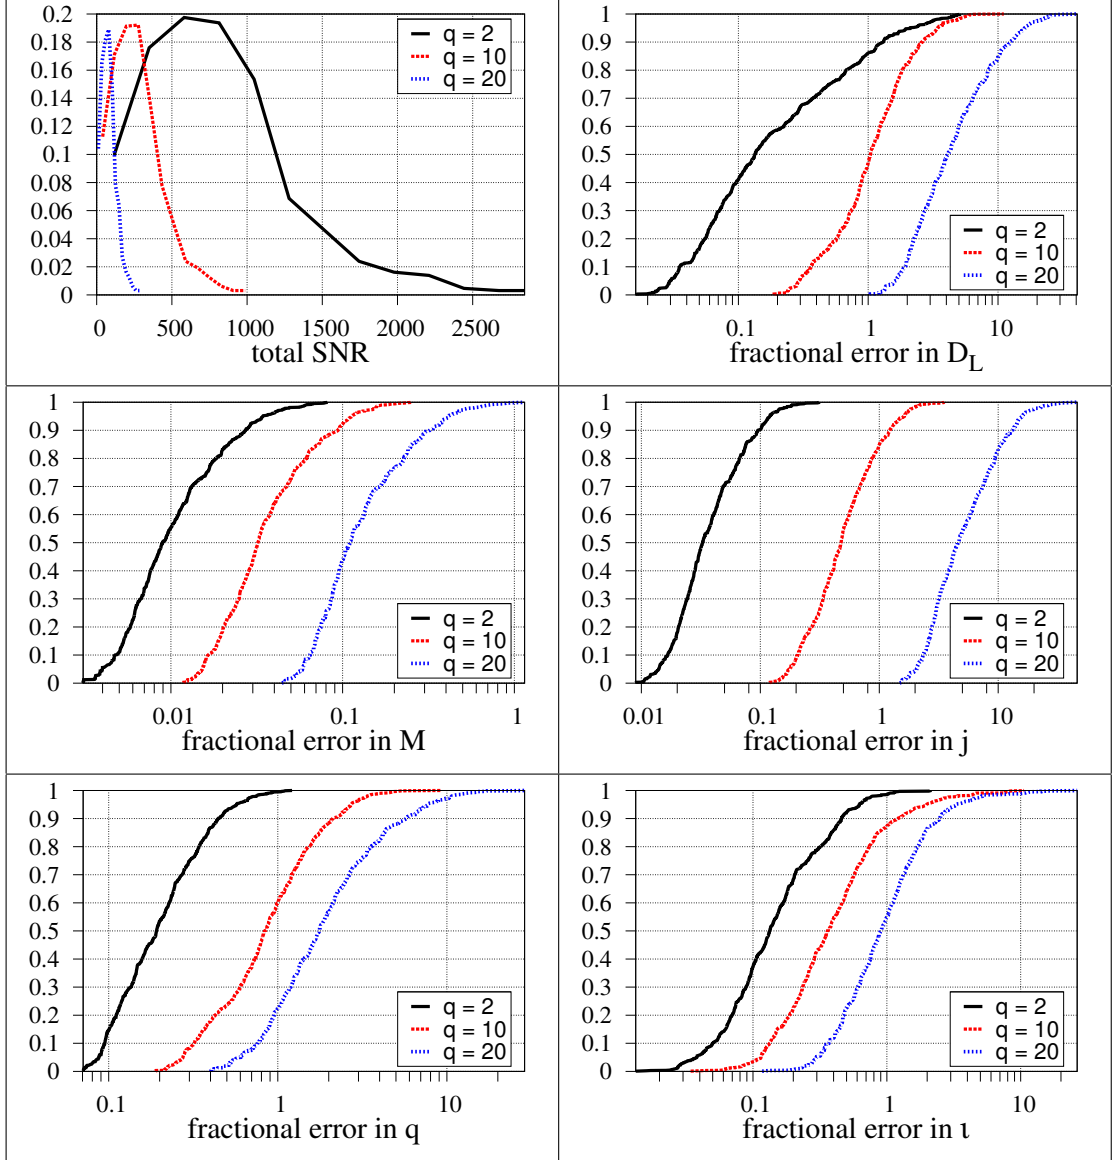 0.2
0.18
0.16
0.14
0.12
0.1
0.08
0.06
0.04
0.02
0
q = 2
q = 10
q = 20
0 500 1000 1500 2000 2500
total SNR
1
0.9
0.8
0.7
0.6
0.5
0.4
0.3
0.2
0.1
0
q = 2
q = 10
q = 20
0.1 1 10
fractional error in D_L
1
0.9
0.8
0.7
0.6
0.5
0.4
0.3
0.2
0.1
0
q = 2
q = 10
q = 20
0.01 0.1 1
fractional error in M
1
0.9
0.8
0.7
0.6
0.5
0.4
0.3
0.2
0.1
0
q = 2
q = 10
q = 20
0.01 0.1 1 10
fractional error in j
1
0.9
0.8
0.7
0.6
0.5
0.4
0.3
0.2
0.1
0
q = 2
q = 10
q = 20
0.1 1 10
fractional error in q
1
0.9
0.8
0.7
0.6
0.5
0.4
0.3
0.2
0.1
0
q = 2
q = 10
q = 20
0.1 1 10
fractional error in ι